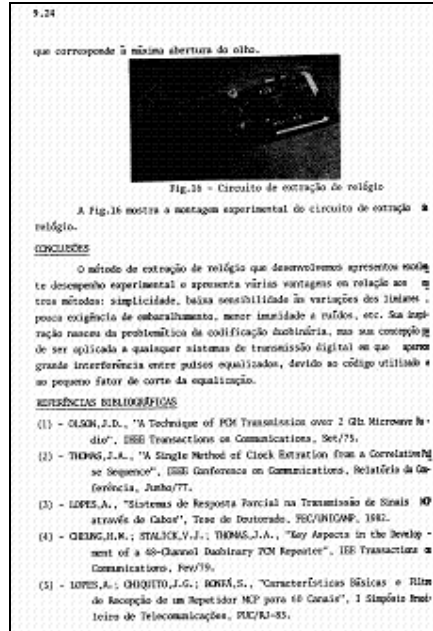 9.24
que corresponde à máxima abertura do olho.
Fig.16 - Circuito de extração de relógio
A Fig.16 mostra a montagem experimental do circuito de extração
relógio.
CONCLUSÕES
O método de extração de relógio que desenvolvemos apresentou
te desempenho experimental e apresenta várias vantagens em relação aos
tros métodos: simplicidade, baixa sensibilidade às variações dos limiares,
pouca exigência de embaralhamento, menor imunidade a ruídos, etc. Sua inspi-
ração nasceu da problemática da codificação duobinária, mas sua concepção
de ser aplicada a quaisquer sistemas de transmissão digital em que
grande interferência entre pulsos equalizados, devido ao código utilizado
ao pequeno fator de corte da equalização.
REFERÊNCIAS BIBLIOGRÁFICAS
(1) - OLSON,J.D., "A Technique of PCM Transmission over 2 GHz Microwave Ra-
dio", IEEE Transactions on Communications, Set/75.
(2) - THOMAS,J.A., "A Single Method of Clock Extration from a Correlative
se Sequence", IEEE Conference on Communications, Relatório da Con-
ferência, Junho/77.
(3) - LOPES,A., "Sistemas de Resposta Parcial na Transmissão de Sinais MCP
através de Cabos", Tese de Doutorado, FEC/UNICAMP, 1982.
(4) - CHEUNG,H.W.; STALICK,V.J.; THOMAS,J.A., "Key Aspects in the Develop -
ment of a 48-Channel Duobinary PCM Repeater", IEE Transactions on
Communications, Fev/79.
(5) - LOPES,A.; CHIQUITO,J.G.; BONFÁ,S., "Características Básicas e
de Recepção de um Repetidor MCP para 60 Canais", I Simpósio Brasi-
leiro de Telecomunicações, PUC/RJ-83.